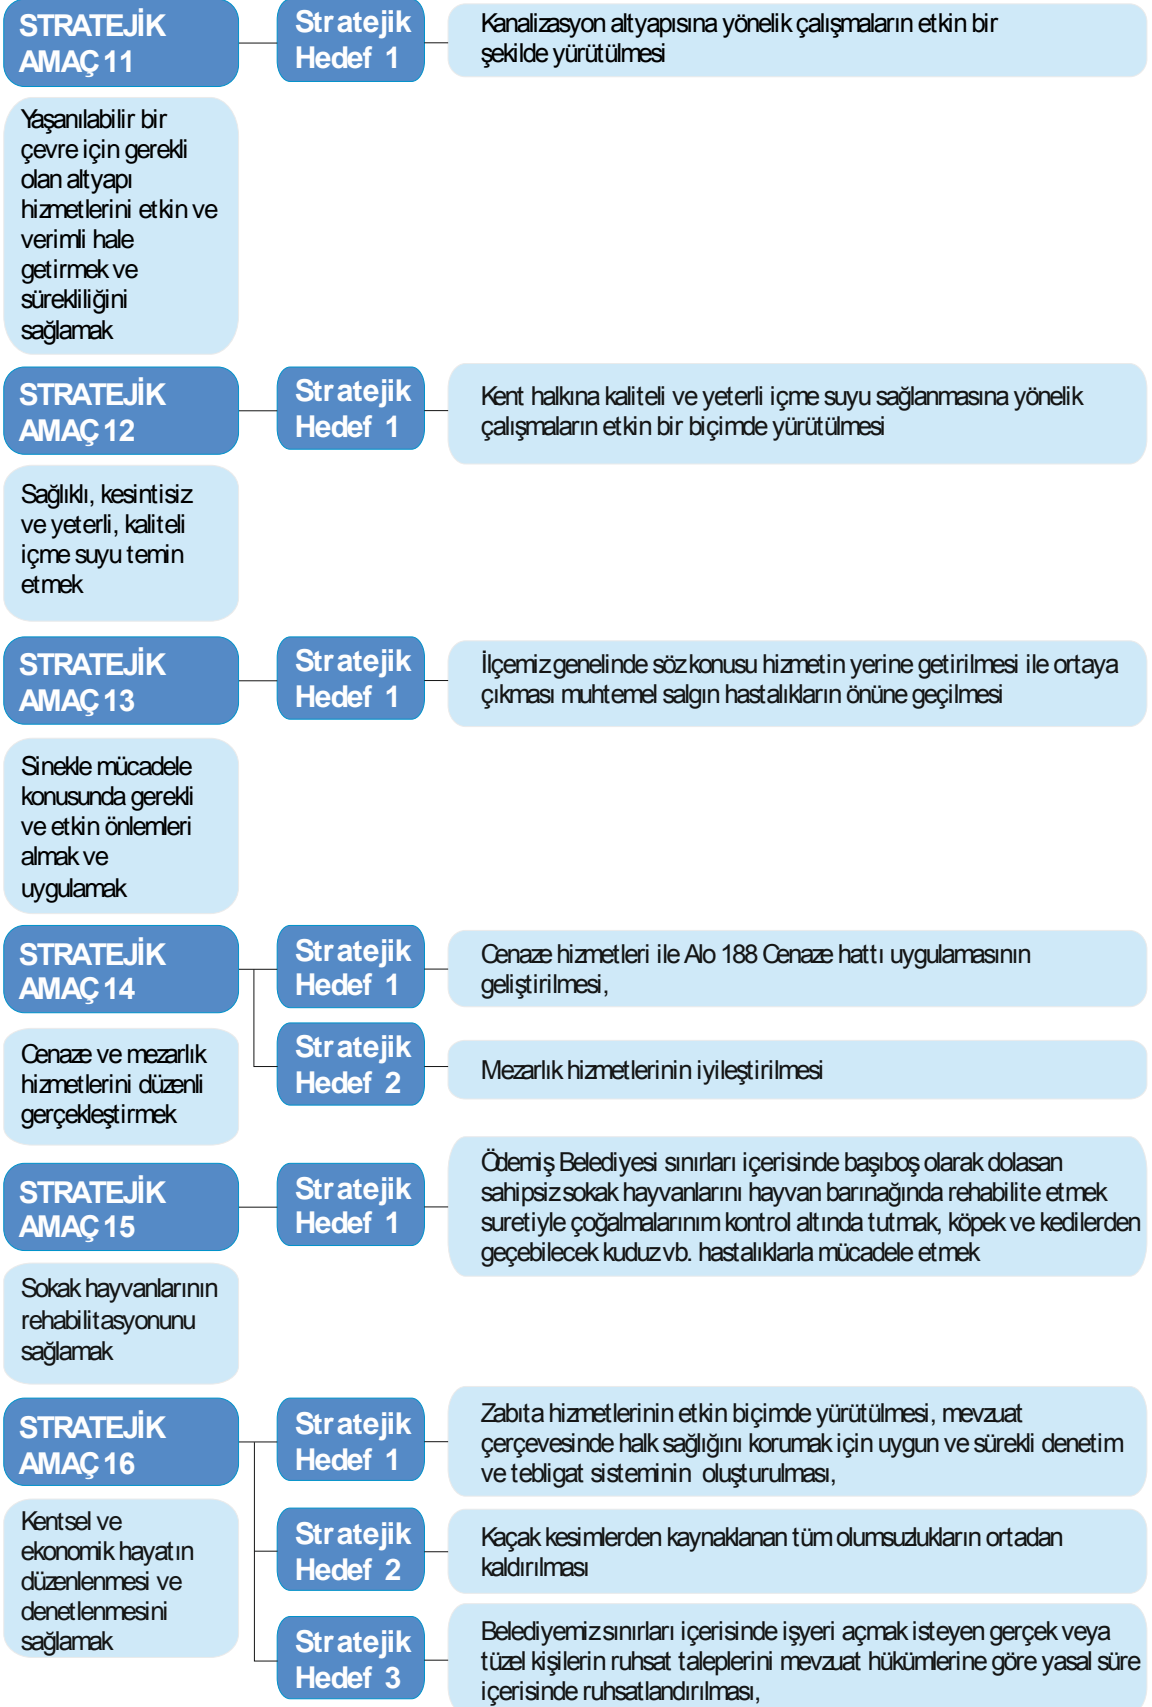 STRATEJİK
AMAÇ 11
Stratejik
Hedef 1
Kanalizasyon altyapısına yönelik çalışmaların etkin bir
şekilde yürütülmesi
Yaşanılabilir bir
çevre için gerekli
olan altyapı
hizmetlerini etkin ve
verimli hale
getirmek ve
sürekliliğini
sağlamak
STRATEJİK
AMAÇ 12
Stratejik
Hedef 1
Kent halkına kaliteli ve yeterli içme suyu sağlanmasına yönelik
çalışmaların etkin bir biçimde yürütülmesi
Sağlıklı, kesintisiz
ve yeterli, kaliteli
içme suyu temin
etmek
STRATEJİK
AMAÇ 13
Stratejik
Hedef 1
İlçemiz genelinde söz konusu hizmetin yerine getirilmesi ile ortaya
çıkması muhtemel salgın hastalıkların önüne geçilmesi
Sinekle mücadele
konusunda gerekli
ve etkin önlemleri
almak ve
uygulamak
STRATEJİK
AMAÇ 14
Stratejik
Hedef 1
Cenaze hizmetleri ile Alo 188 Cenaze hattı uygulamasının
geliştirilmesi,
Stratejik
Hedef 2
Mezarlık hizmetlerinin iyileştirilmesi
Cenaze ve mezarlık
hizmetlerini düzenli
gerçekleştirmek
STRATEJİK
AMAÇ 15
Stratejik
Hedef 1
Ödemiş Belediyesi sınırları içerisinde başıboş olarak dolasan
sahipsiz sokak hayvanlarını hayvan barınağında rehabilite etmek
suretiyle çoğalmalarınım kontrol altında tutmak, köpek ve kedilerden
geçebilecek kuduz vb. hastalıklarla mücadele etmek
Sokak hayvanlarının
rehabilitasyonunu
sağlamak
STRATEJİK
AMAÇ 16
Stratejik
Hedef 1
Zabıta hizmetlerinin etkin biçimde yürütülmesi, mevzuat
çerçevesinde halk sağlığını korumak için uygun ve sürekli denetim
ve tebligat sisteminin oluşturulması,
Kentsel ve
ekonomik hayatın
düzenlenmesi ve
denetlenmesini
sağlamak
Stratejik
Hedef 2
Kaçak kesimlerden kaynaklanan tüm olumsuzlukların ortadan
kaldırılması
Stratejik
Hedef 3
Belediyemiz sınırları içerisinde işyeri açmak isteyen gerçek veya
tüzel kişilerin ruhsat taleplerini mevzuat hükümlerine göre yasal süre
içerisinde ruhsatlandırılması,